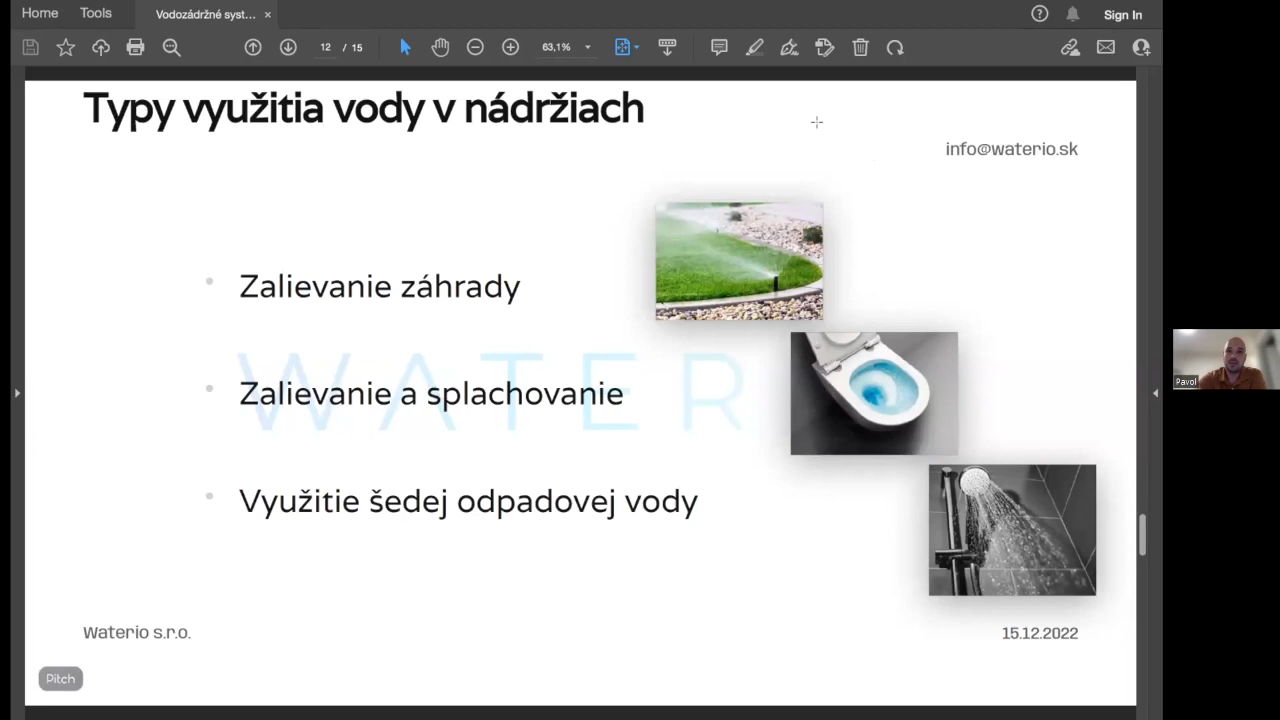 Home
Tools
Vodozádržné syst...
Sign In
12 / 15
63,1%
Typy využitia vody v nádržiach
info@waterio.sk
Zalievanie záhrady
WATER
Zalievanie a splachovanie
Využitie šedej odpadovej vody
Waterio s.r.o.
15.12.2022
Pitch
Pavol